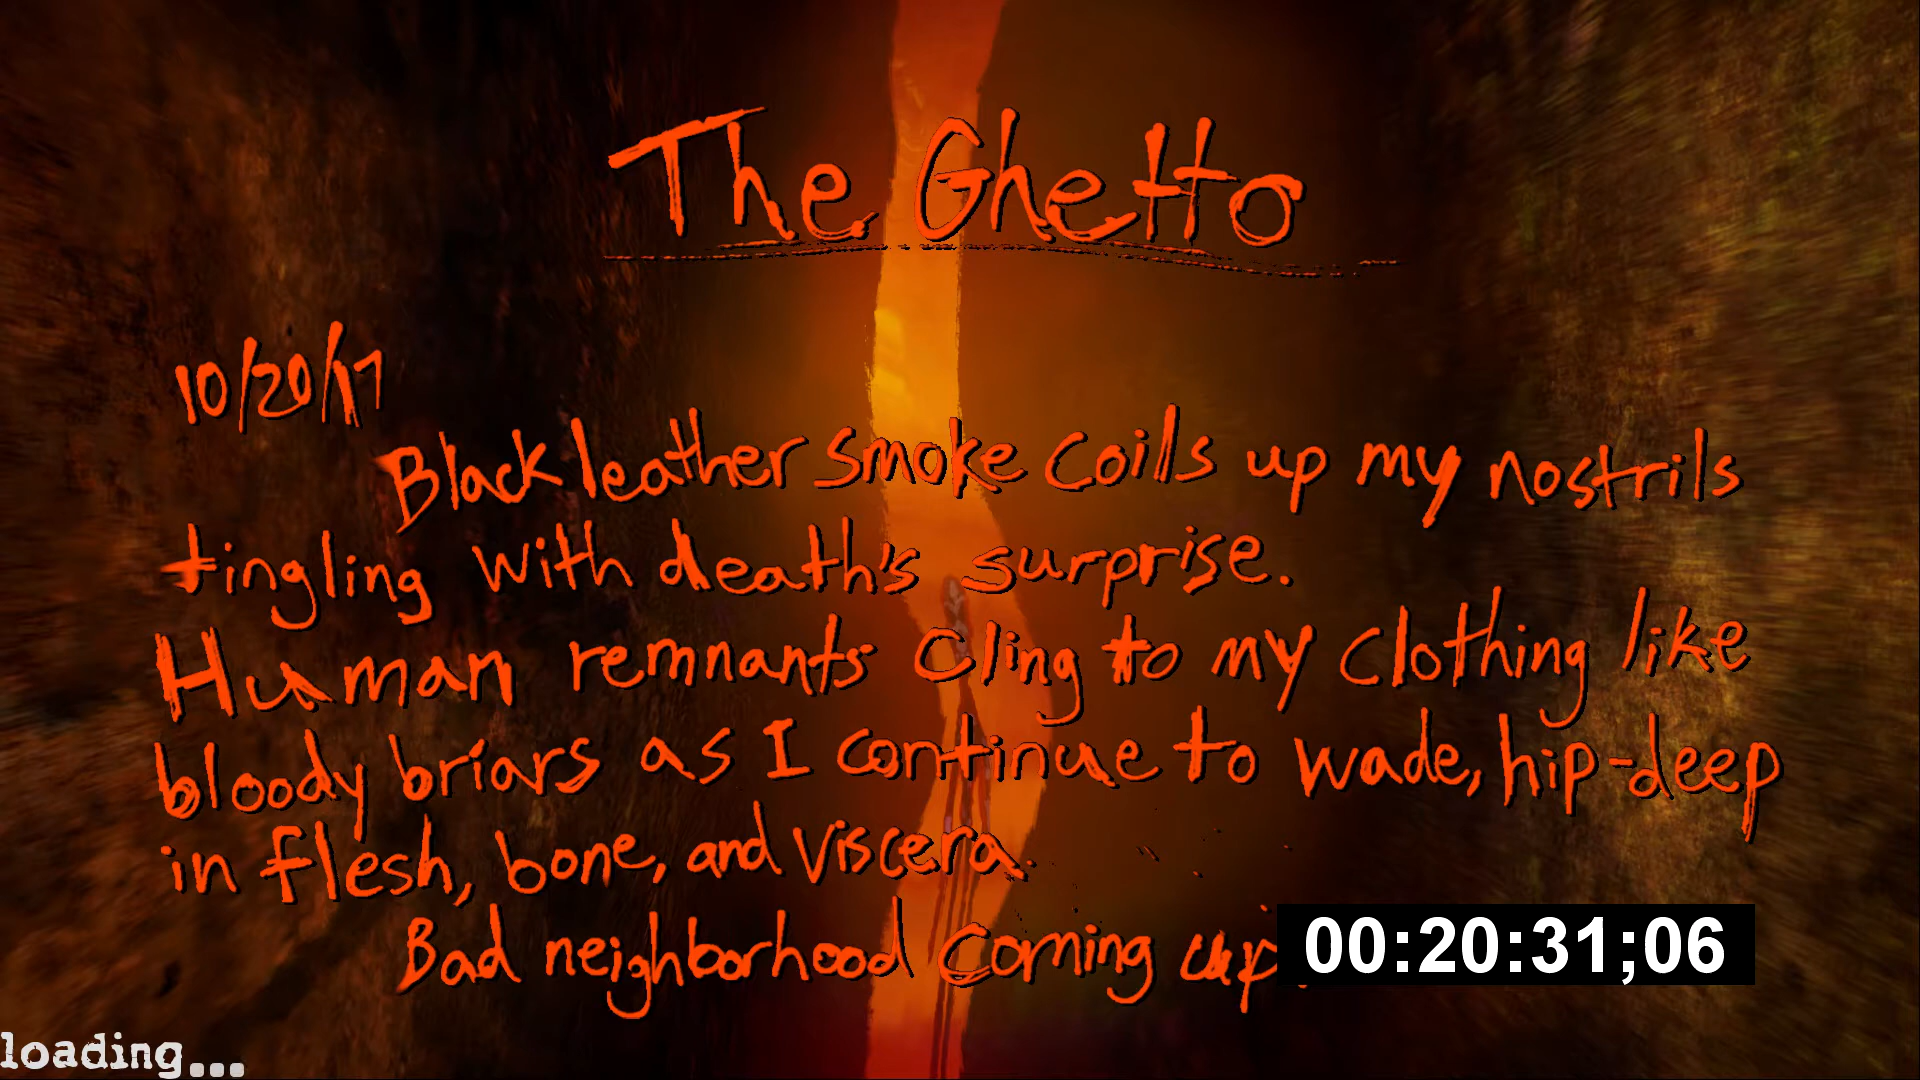 The Ghetto
10/20/17
Black leather smoke coils up my nostrils
tingling with death's surprise.
Human remnants cling to my clothing like
bloody briars as I continue to wade, hip-deep
in flesh, bone, and viscera.
Bad neighborhood coming up.
00:20:31;06
loading...